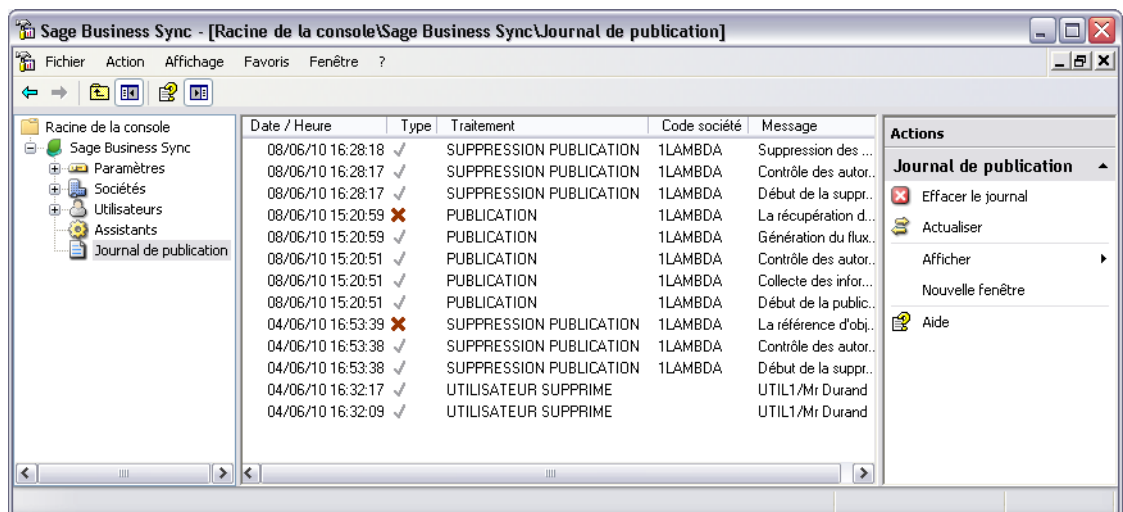 Sage Business Sync - [Racine de la console\Sage Business Sync\Journal de publication]
Fichier Action Affichage Favoris Fenêtre ?
Racine de la console
Sage Business Sync
Paramètres
Sociétés
Utilisateurs
Assistants
Journal de publication
Date / Heure Type Traitement Code société Message
08/06/10 16:28:18 SUPPRESSION PUBLICATION 1LAMBDA Suppression des ...
08/06/10 16:28:17 SUPPRESSION PUBLICATION 1LAMBDA Contrôle des autor...
08/06/10 16:28:17 SUPPRESSION PUBLICATION 1LAMBDA Début de la suppr...
08/06/10 15:20:59 PUBLICATION 1LAMBDA La récupération d...
08/06/10 15:20:59 PUBLICATION 1LAMBDA Génération du flux...
08/06/10 15:20:51 PUBLICATION 1LAMBDA Contrôle des autor...
08/06/10 15:20:51 PUBLICATION 1LAMBDA Collecte des infor...
08/06/10 15:20:51 PUBLICATION 1LAMBDA Début de la public...
04/06/10 16:53:39 SUPPRESSION PUBLICATION 1LAMBDA La référence d'obj...
04/06/10 16:53:38 SUPPRESSION PUBLICATION 1LAMBDA Contrôle des autor...
04/06/10 16:53:38 SUPPRESSION PUBLICATION 1LAMBDA Début de la suppr...
04/06/10 16:32:17 UTILISATEUR SUPPRIME UTIL1/Mr Durand
04/06/10 16:32:09 UTILISATEUR SUPPRIME UTIL1/Mr Durand
Actions
Journal de publication
Effacer le journal
Actualiser
Afficher
Nouvelle fenêtre
Aide